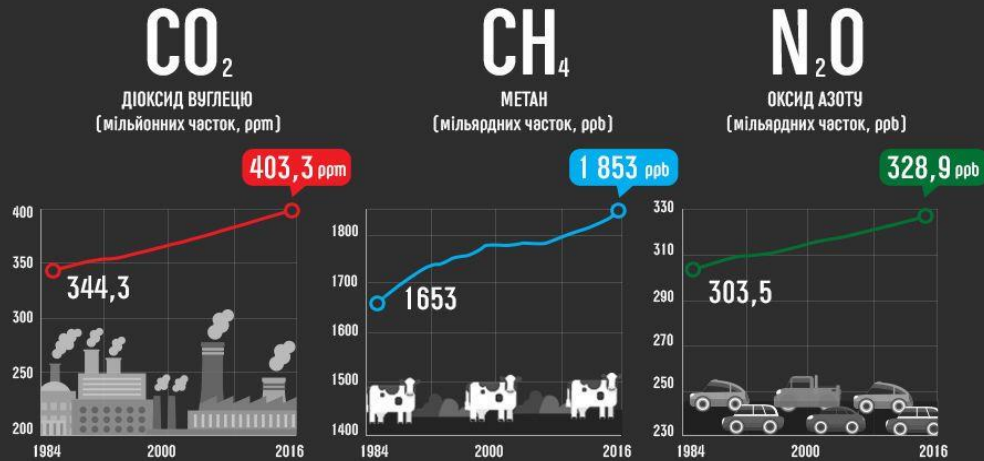 CO₂
ДІОКСИД ВУГЛЕЦЮ
(мільйонних часток, ppm)
403,3 ppm
400
350
300
250
200
344,3
1984
2000
2016
CH₄
МЕТАН
(мільярдних часток, ppb)
1 853 ppb
1800
1700
1600
1500
1400
1653
1984
2000
2016
N₂O
ОКСИД АЗОТУ
(мільярдних часток, ppb)
328,9 ppb
330
310
290
270
250
230
303,5
1984
2000
2016